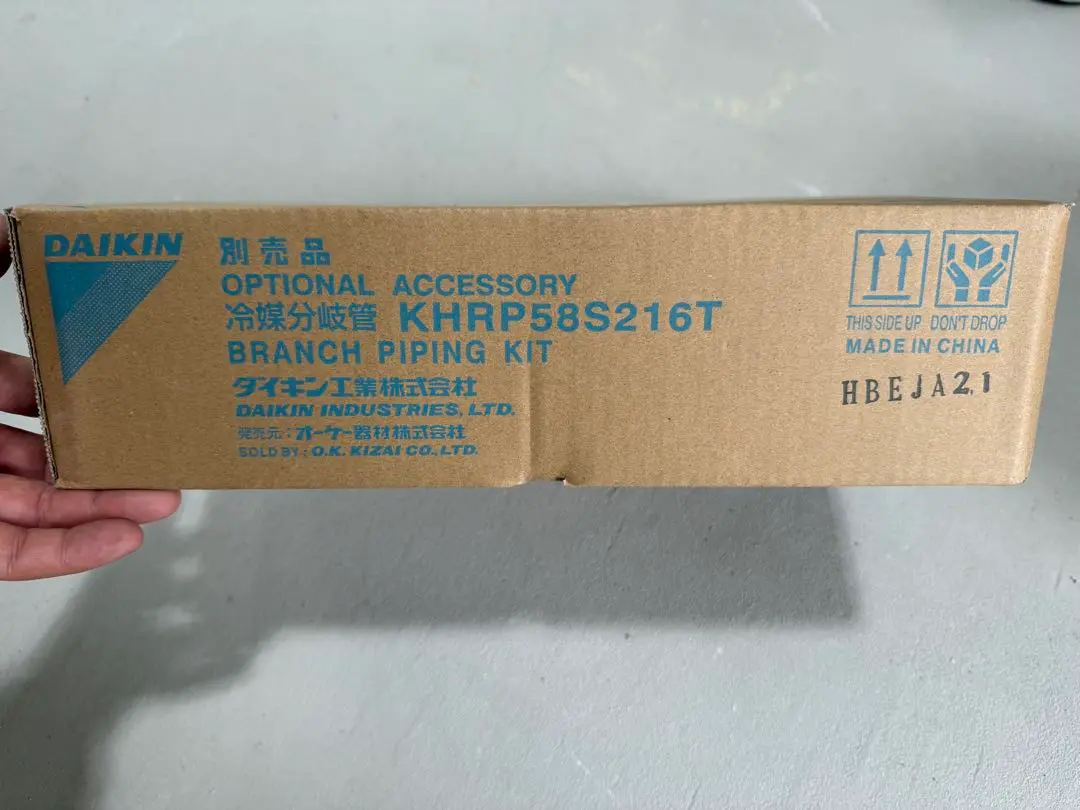 DAIKIN
別売品
OPTIONAL ACCESSORY
冷媒分岐管 KHRP58S216T
BRANCH PIPING KIT
ダイキン工業株式会社
DAIKIN INDUSTRIES, LTD.
発売元:オーケー器材株式会社
SOLD BY : O.K. KIZAI CO., LTD.
THIS SIDE UP DON'T DROP
MADE IN CHINA
HBEJA2,1